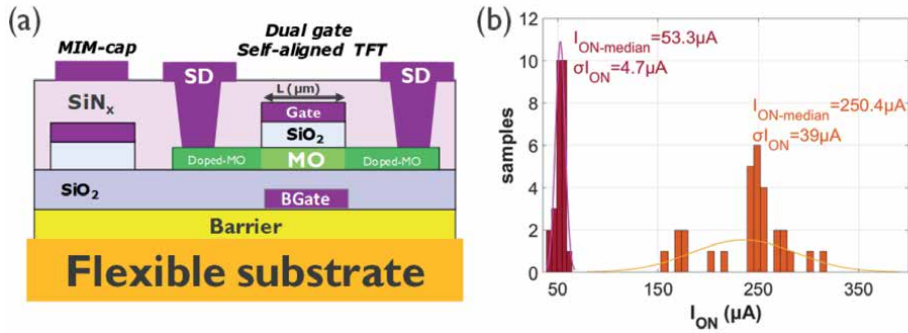 (a)
MIM-cap
Dual gate
Self-aligned TFT
SD
SD
L (μm)
SiNx
Gate
SiO2
Doped-MO
MO
Doped-MO
SiO2
BGate
Barrier
Flexible substrate
(b)
12
10
8
6
4
2
0
samples
ION-median=53.3μA
σION=4.7μA
ION-median=250.4μA
σION=39μA
50
150
250
350
ION (μA)